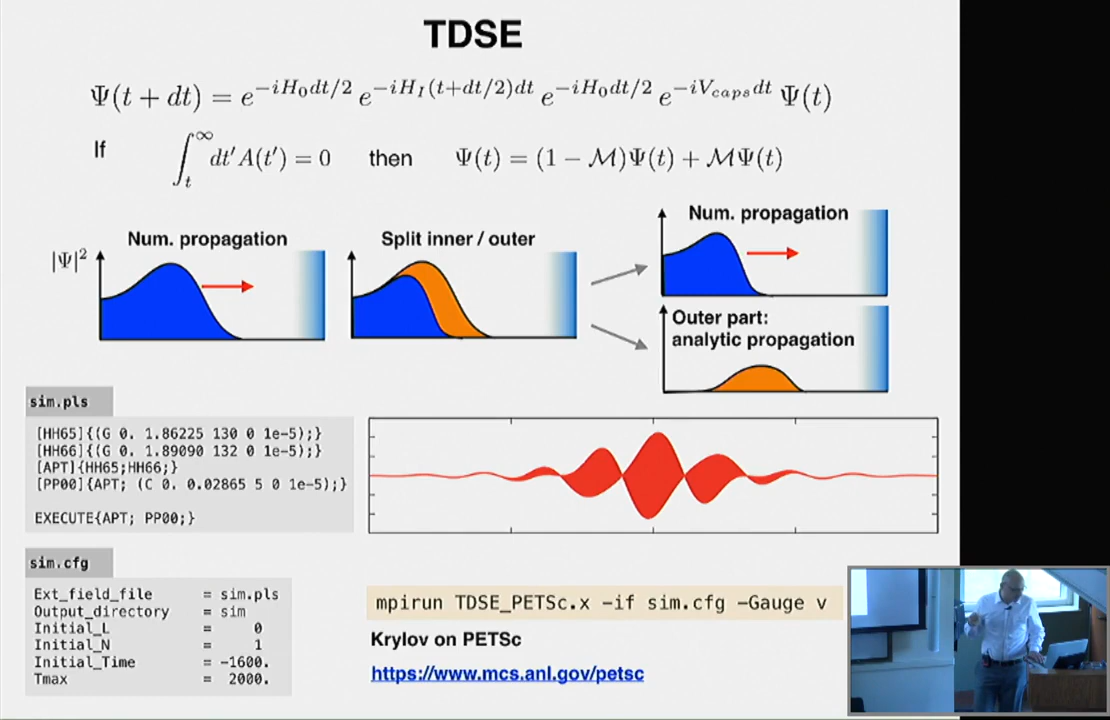 TDSE
Ψ(t + dt) = e^{-iH_0dt/2} e^{-iH_I(t+dt/2)dt} e^{-iH_0dt/2} e^{-iV_{caps}dt} Ψ(t)
If ∫_t^∞ dt′A(t′) = 0 then Ψ(t) = (1 − ℳ)Ψ(t) + ℳΨ(t)
Num. propagation
|Ψ|²
Split inner / outer
Num. propagation
Outer part:
analytic propagation
sim.pls
[HH65]{(G 0. 1.86225 130 0 1e-5);}
[HH66]{(G 0. 1.89090 132 0 1e-5);}
[APT]{HH65;HH66;}
[PP00]{APT; (C 0. 0.02865 5 0 1e-5);}
EXECUTE{APT; PP00;}
sim.cfg
Ext_field_file = sim.pls
Output_directory = sim
Initial_L = 0
Initial_N = 1
Initial_Time = -1600.
Tmax = 2000.
mpirun TDSE_PETSc.x -if sim.cfg -Gauge v
Krylov on PETSc
https://www.mcs.anl.gov/petsc